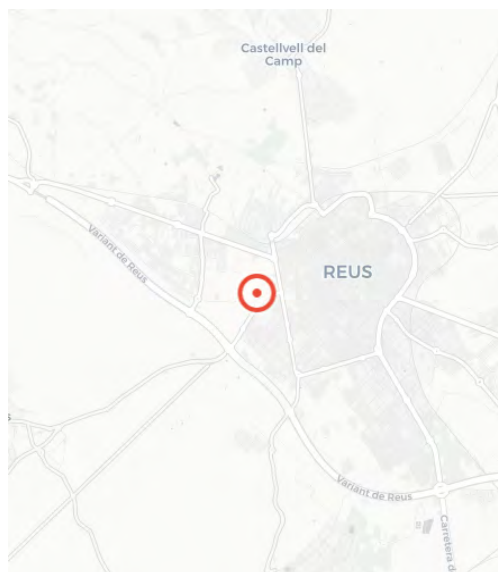 Castellvell del
Camp
Variant de Reus
REUS
Variant de Reus
Carretera d